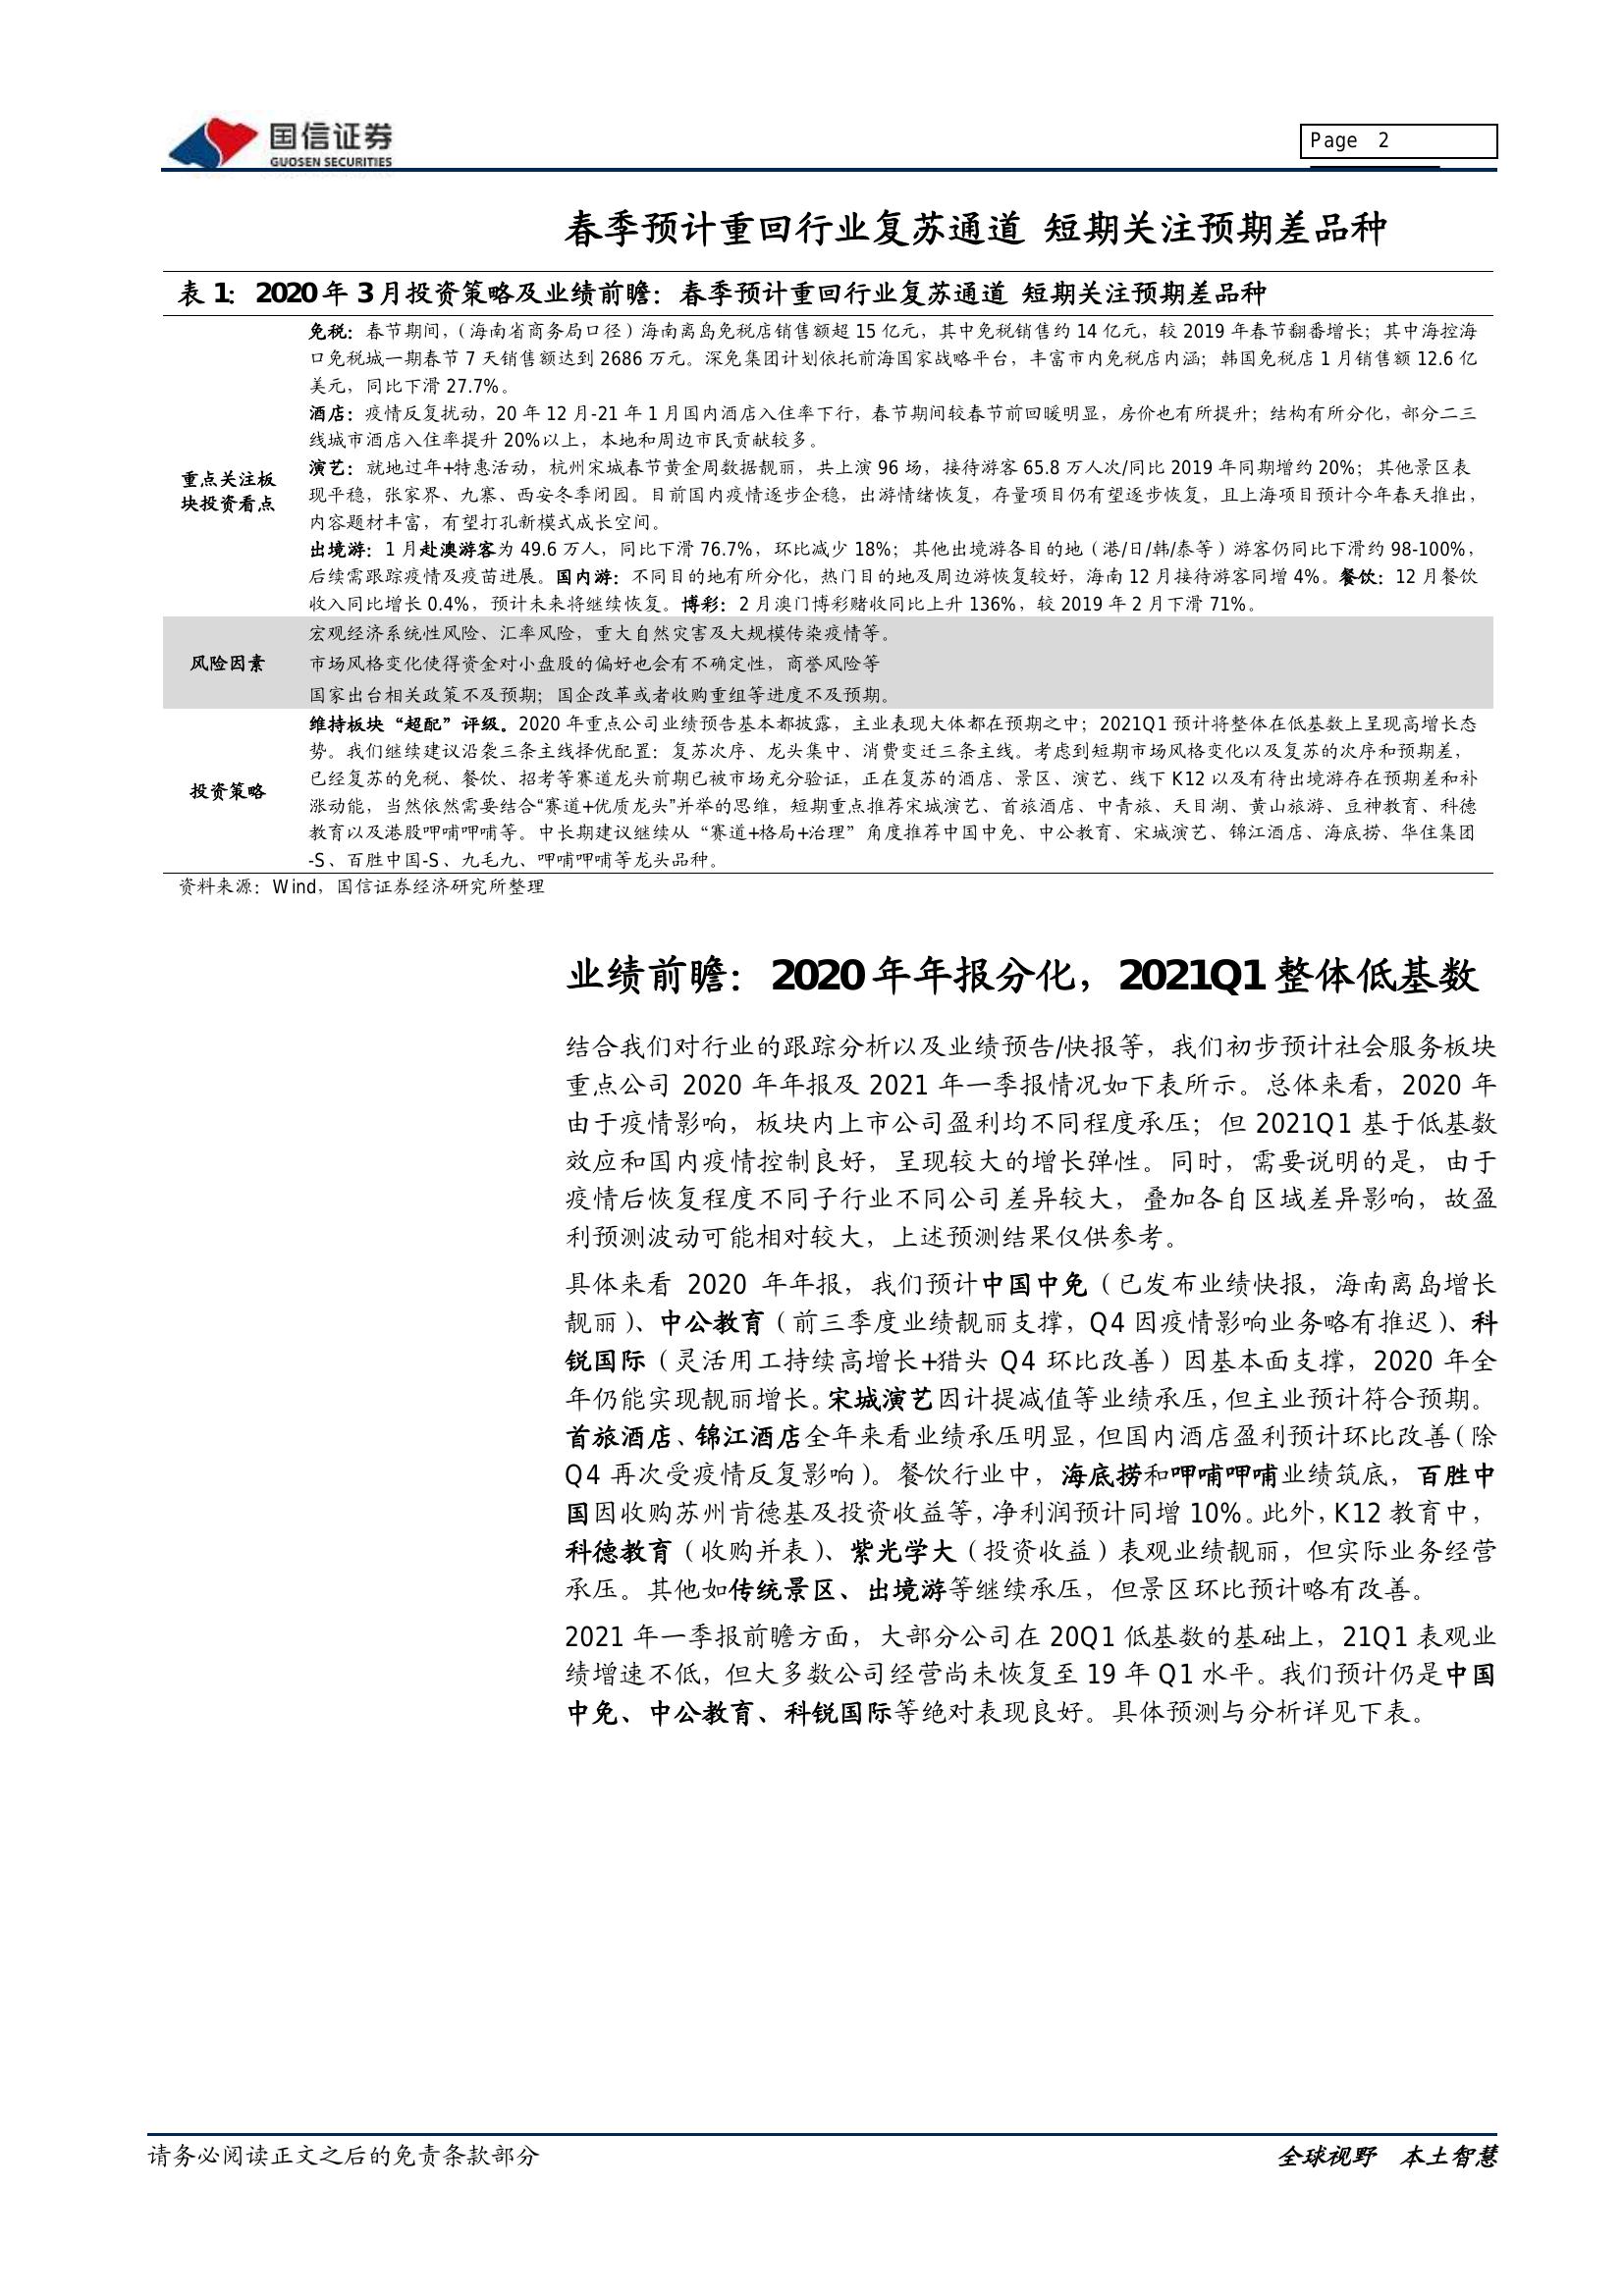 国信证券
GUOSEN SECURITIES
Page 2
春季预计重回行业复苏通道 短期关注预期差品种
表 1：2020 年 3 月投资策略及业绩前瞻：春季预计重回行业复苏通道 短期关注预期差品种
重点关注板
块投资看点
免税：春节期间，（海南省商务局口径）海南离岛免税店销售额超 15 亿元，其中免税销售约 14 亿元，较 2019 年春节翻番增长；其中海控海
口免税城一期春节 7 天销售额达到 2686 万元。深免集团计划依托前海国家战略平台，丰富市内免税店内涵；韩国免税店 1 月销售额 12.6 亿
美元，同比下滑 27.7%。
酒店：疫情反复扰动，20 年 12 月-21 年 1 月国内酒店入住率下行，春节期间较春节前回暖明显，房价也有所提升；结构有所分化，部分二三
线城市酒店入住率提升 20%以上，本地和周边市民贡献较多。
演艺：就地过年+特惠活动，杭州宋城春节黄金周数据靓丽，共上演 96 场，接待游客 65.8 万人次/同比 2019 年同期增约 20%；其他景区表
现平稳，张家界、九寨、西安冬季闭园。目前国内疫情逐步企稳，出游情绪恢复，存量项目仍有望逐步恢复，且上海项目预计今年春天推出，
内容题材丰富，有望打孔新模式成长空间。
出境游：1 月赴澳游客为 49.6 万人，同比下滑 76.7%，环比减少 18%；其他出境游各目的地（港/日/韩/泰等）游客仍同比下滑约 98-100%，
后续需跟踪疫情及疫苗进展。国内游：不同目的地有所分化，热门目的地及周边游恢复较好，海南 12 月接待游客同增 4%。餐饮：12 月餐饮
收入同比增长 0.4%，预计未来将继续恢复。博彩：2 月澳门博彩赌收同比上升 136%，较 2019 年 2 月下滑 71%。
风险因素
宏观经济系统性风险、汇率风险，重大自然灾害及大规模传染疫情等。
市场风格变化使得资金对小盘股的偏好也会有不确定性，商誉风险等
国家出台相关政策不及预期；国企改革或者收购重组等进度不及预期。
投资策略
维持板块“超配”评级。2020 年重点公司业绩预告基本都披露，主业表现大体都在预期之中；2021Q1 预计将整体在低基数上呈现高增长态
势。我们继续建议沿袭三条主线择优配置：复苏次序、龙头集中、消费变迁三条主线。考虑到短期市场风格变化以及复苏的次序和预期差，
已经复苏的免税、餐饮、招考等赛道龙头前期已被市场充分验证，正在复苏的酒店、景区、演艺、线下 K12 以及有待出境游存在预期差和补
涨动能，当然依然需要结合“赛道+优质龙头”并举的思维，短期重点推荐宋城演艺、首旅酒店、中青旅、天目湖、黄山旅游、豆神教育、科德
教育以及港股呷哺呷哺等。中长期建议继续从“赛道+格局+治理”角度推荐中国中免、中公教育、宋城演艺、锦江酒店、海底捞、华住集团
-S、百胜中国-S、九毛九、呷哺呷哺等龙头品种。
资料来源：Wind，国信证券经济研究所整理
业绩前瞻：2020 年年报分化，2021Q1 整体低基数
结合我们对行业的跟踪分析以及业绩预告/快报等，我们初步预计社会服务板块
重点公司 2020 年年报及 2021 年一季报情况如下表所示。总体来看，2020 年
由于疫情影响，板块内上市公司盈利均不同程度承压；但 2021Q1 基于低基数
效应和国内疫情控制良好，呈现较大的增长弹性。同时，需要说明的是，由于
疫情后恢复程度不同子行业不同公司差异较大，叠加各自区域差异影响，故盈
利预测波动可能相对较大，上述预测结果仅供参考。
具体来看 2020 年年报，我们预计中国中免（已发布业绩快报，海南离岛增长
靓丽）、中公教育（前三季度业绩靓丽支撑，Q4 因疫情影响业务略有推迟）、科
锐国际（灵活用工持续高增长+猎头 Q4 环比改善）因基本面支撑，2020 年全
年仍能实现靓丽增长。宋城演艺因计提减值等业绩承压，但主业预计符合预期。
首旅酒店、锦江酒店全年来看业绩承压明显，但国内酒店盈利预计环比改善（除
Q4 再次受疫情反复影响）。餐饮行业中，海底捞和呷哺呷哺业绩筑底，百胜中
国因收购苏州肯德基及投资收益等，净利润预计同增 10%。此外，K12 教育中，
科德教育（收购并表）、紫光学大（投资收益）表观业绩靓丽，但实际业务经营
承压。其他如传统景区、出境游等继续承压，但景区环比预计略有改善。
2021 年一季报前瞻方面，大部分公司在 20Q1 低基数的基础上，21Q1 表观业
绩增速不低，但大多数公司经营尚未恢复至 19 年 Q1 水平。我们预计仍是中国
中免、中公教育、科锐国际等绝对表现良好。具体预测与分析详见下表。
请务必阅读正文之后的免责条款部分
全球视野 本土智慧